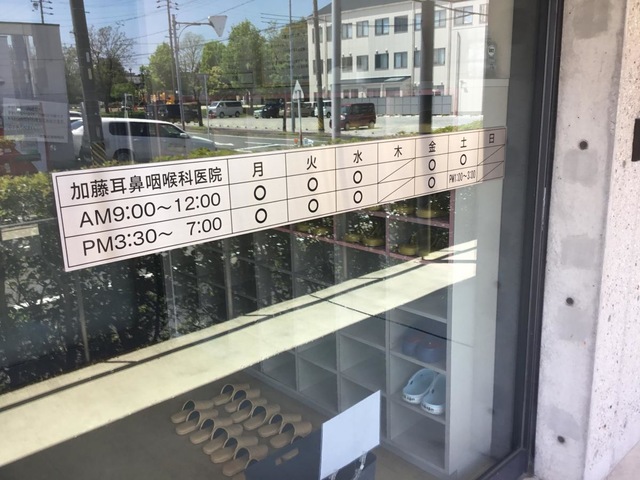 加藤耳鼻咽喉科医院 月 火 水 木 金 土 日
AM9:00〜12:00 ○ ○ ○ ○ ○
PM3:30〜 7:00 ○ ○ ○ ○ PM1:00〜3:00